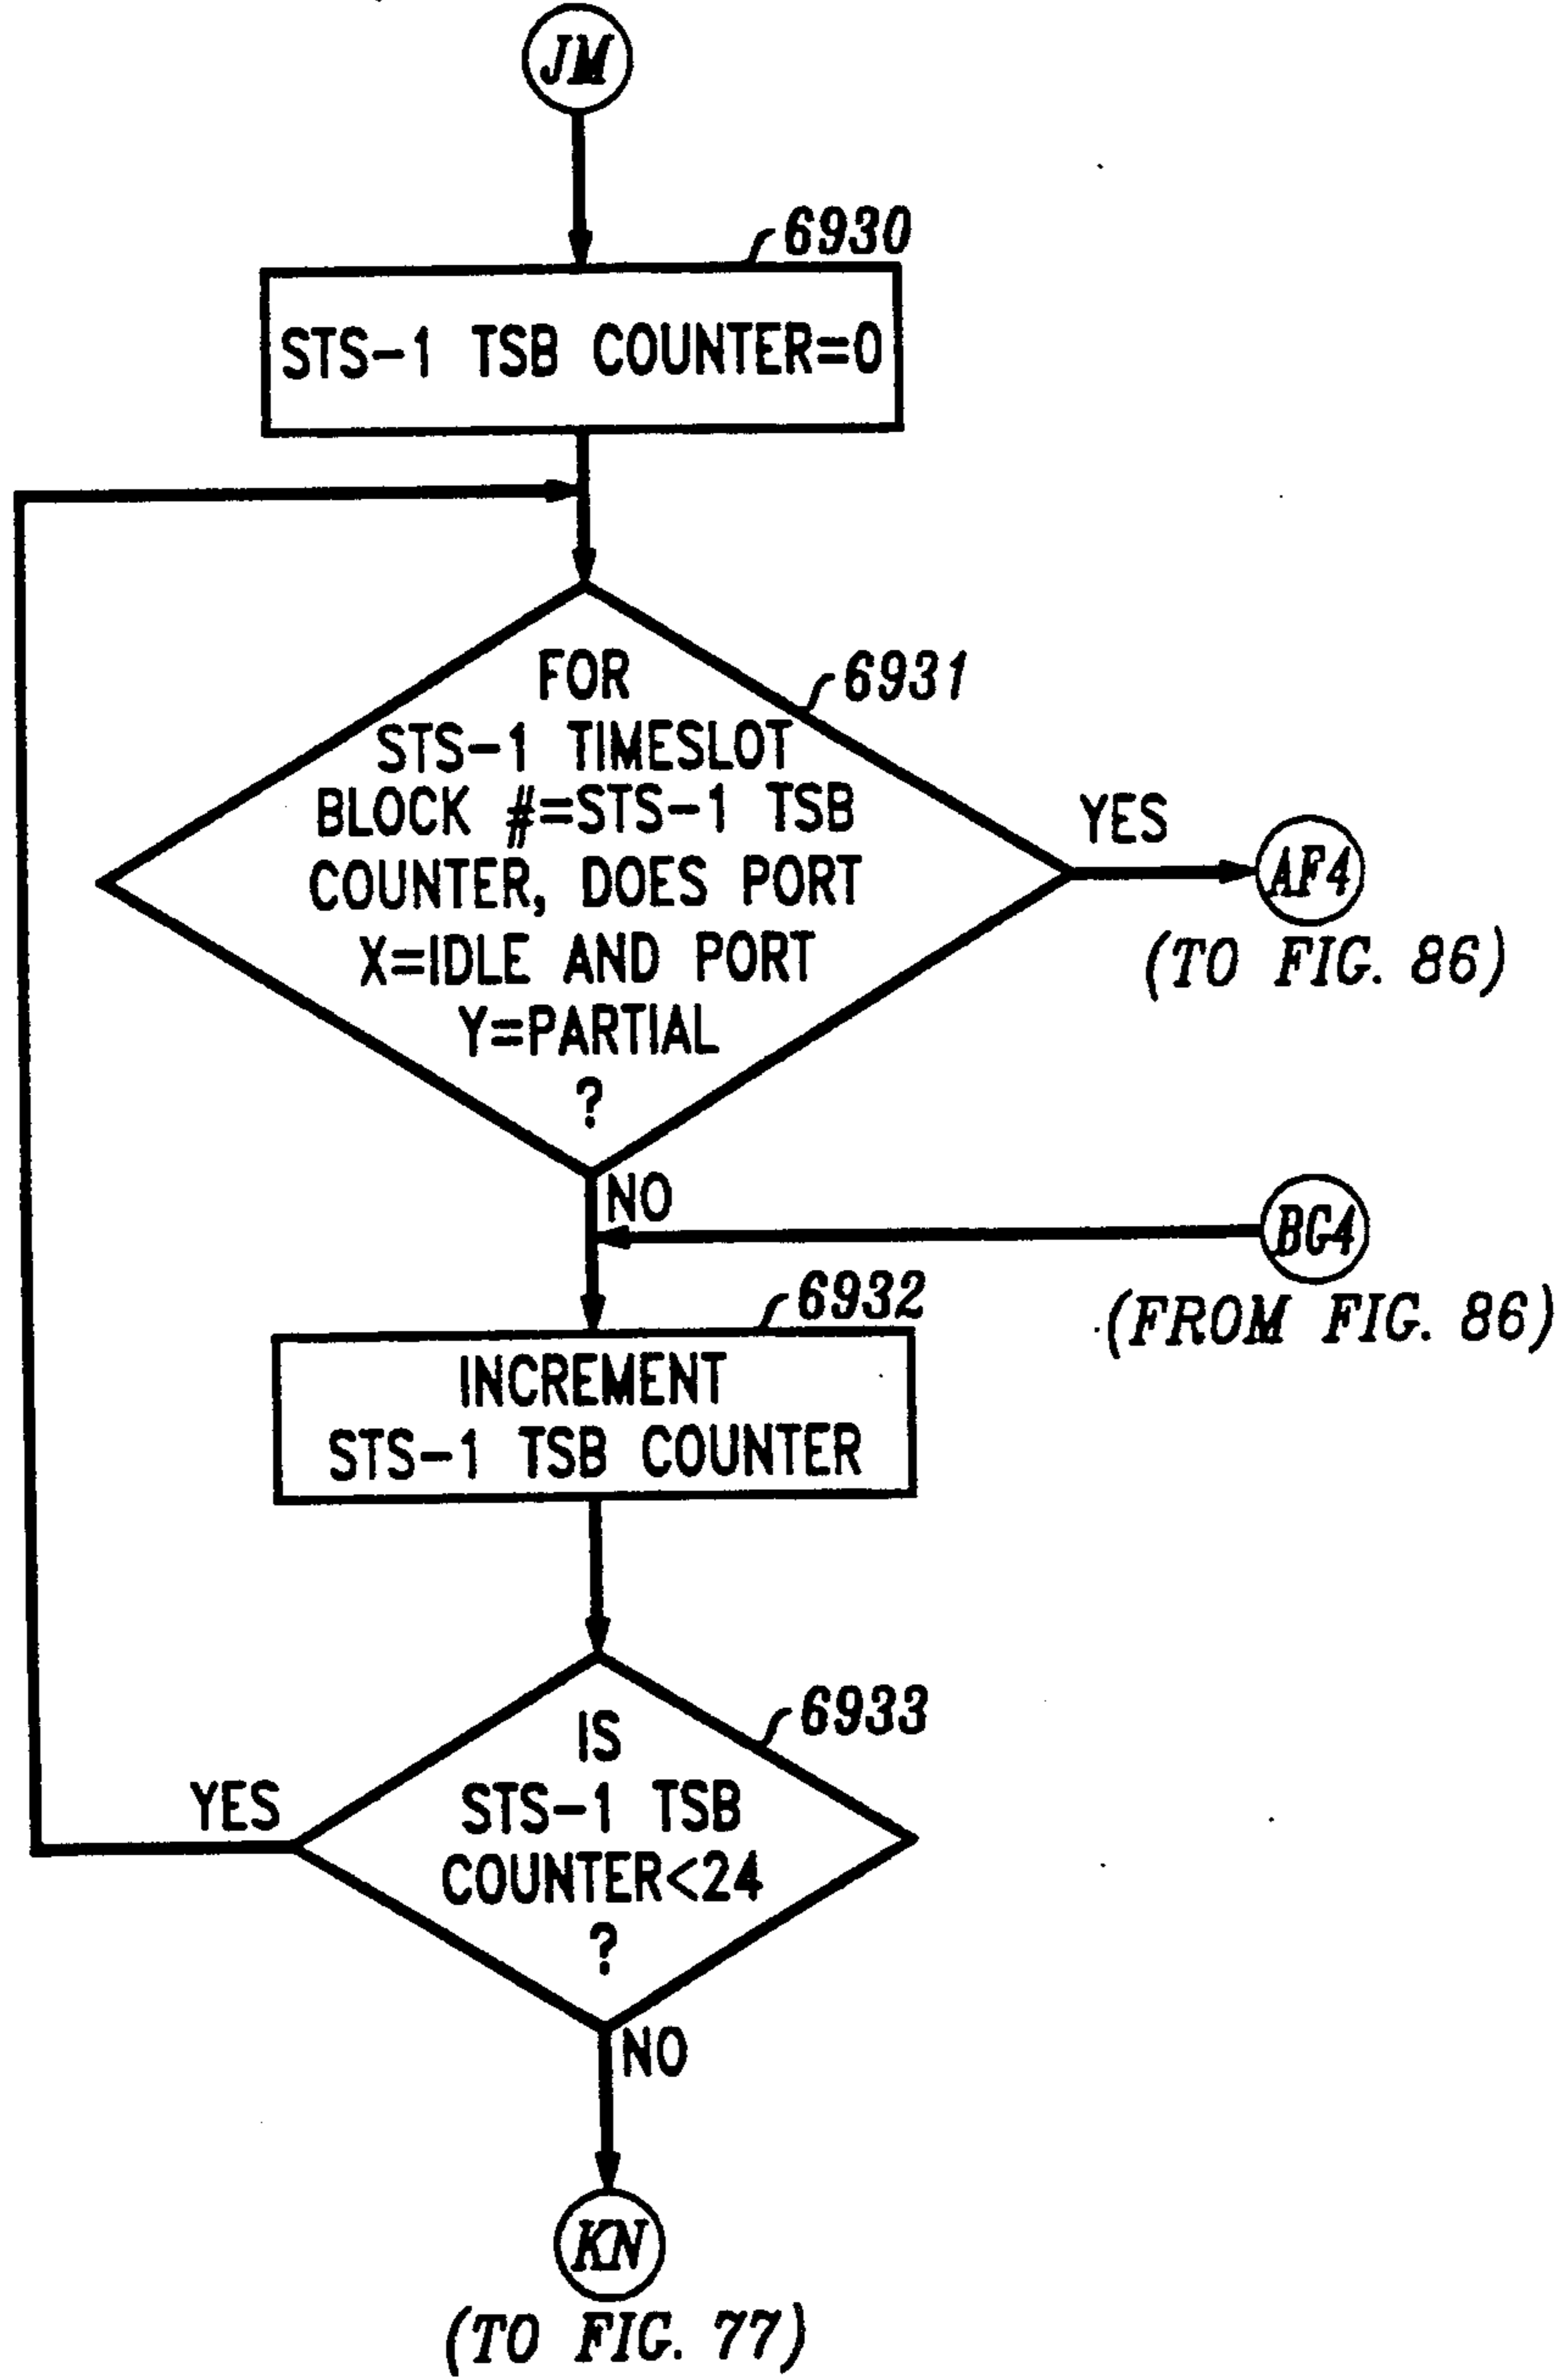 JM
6930
STS-1 TSB COUNTER=0
6931
FOR
STS-1 TIMESLOT
BLOCK #=STS-1 TSB
COUNTER, DOES PORT
X=IDLE AND PORT
Y=PARTIAL
?
YES
AF4
(TO FIG. 86)
NO
BG4
(FROM FIG. 86)
6932
INCREMENT
STS-1 TSB COUNTER
6933
IS
STS-1 TSB
COUNTER<24
?
YES
NO
KN
(TO FIG. 77)